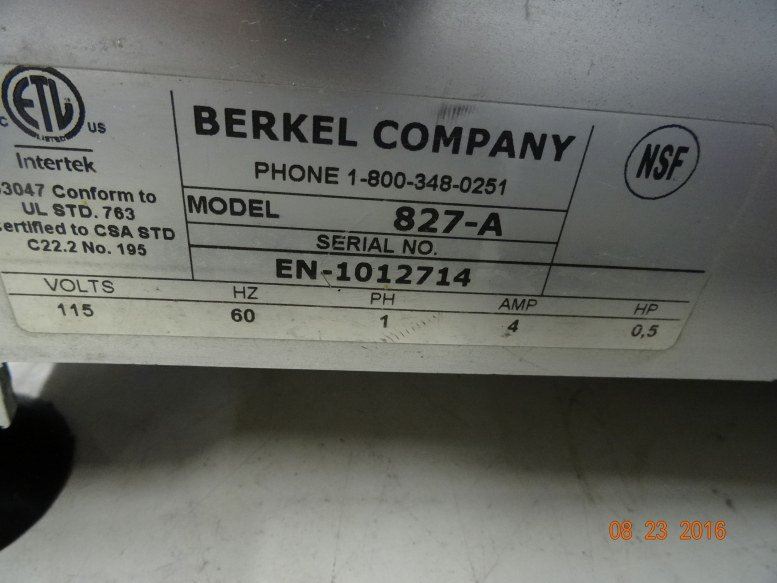 C ETL US
LISTED
Intertek
3047 Conform to
UL STD. 763
Certified to CSA STD
C22.2 No. 195
BERKEL COMPANY
PHONE 1-800-348-0251
MODEL 827-A
SERIAL NO.
EN-1012714
NSF
VOLTS HZ PH AMP HP
115 60 1 4 0,5
08 23 2016